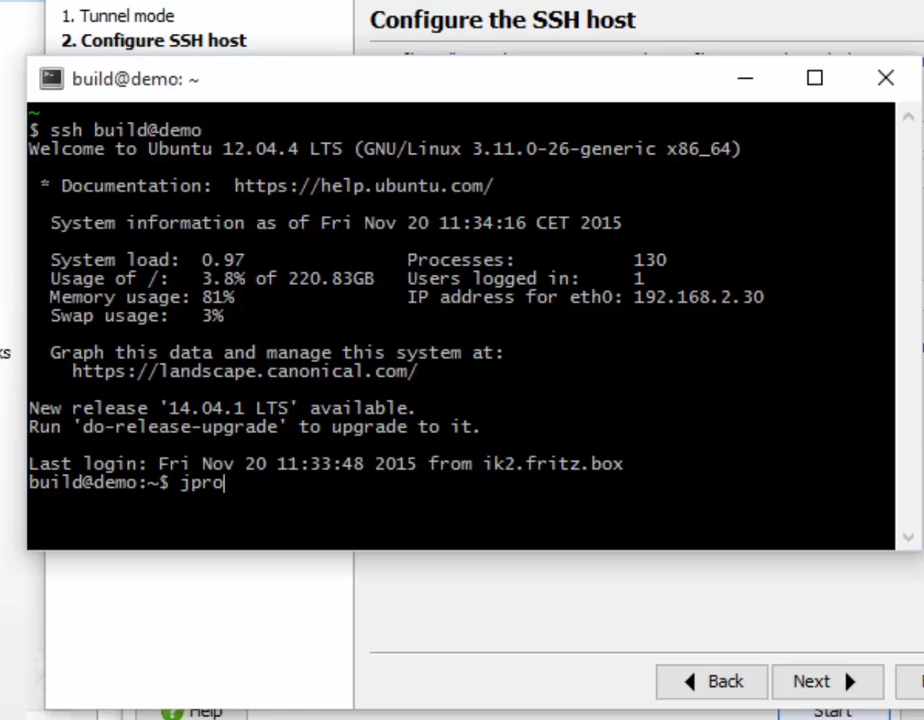 1. Tunnel mode
2. Configure SSH host
Configure the SSH host
build@demo: ~
~
$ ssh build@demo
Welcome to Ubuntu 12.04.4 LTS (GNU/Linux 3.11.0-26-generic x86_64)
* Documentation:  https://help.ubuntu.com/
System information as of Fri Nov 20 11:34:16 CET 2015
System load:  0.97                Processes:           130
Usage of /:   3.8% of 220.83GB    Users logged in:     1
Memory usage: 81%                 IP address for eth0: 192.168.2.30
Swap usage:   3%
Graph this data and manage this system at:
https://landscape.canonical.com/
New release '14.04.1 LTS' available.
Run 'do-release-upgrade' to upgrade to it.
Last login: Fri Nov 20 11:33:48 2015 from ik2.fritz.box
build@demo:~$ jpro
Back Next
Help Start